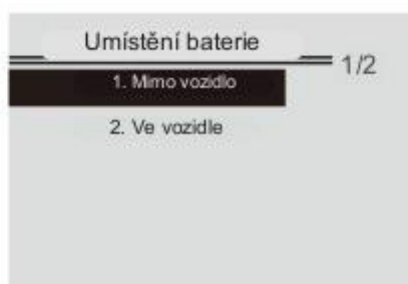 Umístění baterie
1/2
1. Mimo vozidlo
2. Ve vozidle